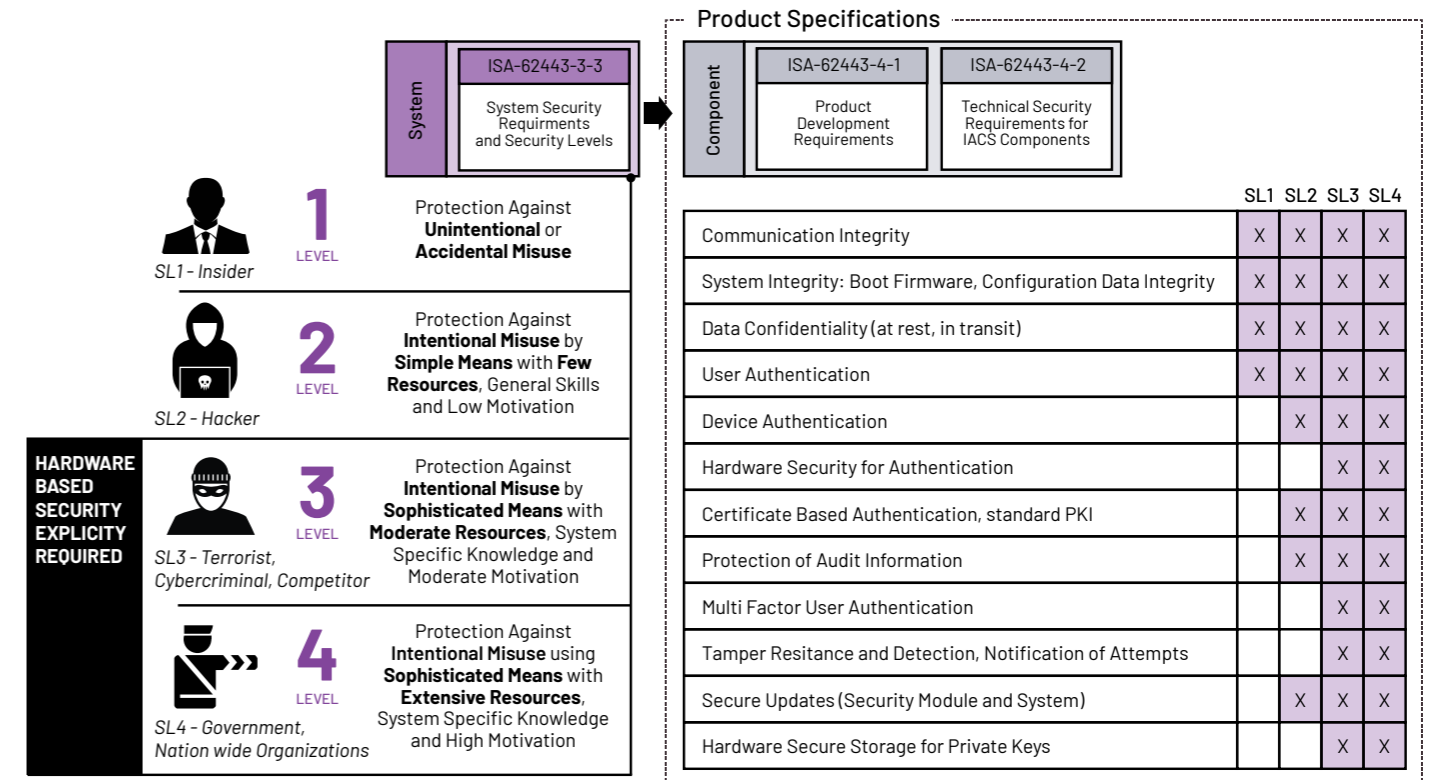 Product Specifications
System
ISA-62443-3-3
System Security
Requirments
and Security Levels
Component
ISA-62443-4-1
Product
Development
Requirements
ISA-62443-4-2
Technical Security
Requirements for
IACS Components
SL1 - Insider
1
LEVEL
Protection Against
Unintentional or
Accidental Misuse
SL2 - Hacker
2
LEVEL
Protection Against
Intentional Misuse by
Simple Means with Few
Resources, General Skills
and Low Motivation
HARDWARE
BASED
SECURITY
EXPLICITY
REQUIRED
SL3 - Terrorist,
Cybercriminal, Competitor
3
LEVEL
Protection Against
Intentional Misuse by
Sophisticated Means with
Moderate Resources, System
Specific Knowledge and
Moderate Motivation
SL4 - Government,
Nation wide Organizations
4
LEVEL
Protection Against
Intentional Misuse using
Sophisticated Means with
Extensive Resources,
System Specific Knowledge
and High Motivation
SL1 SL2 SL3 SL4
Communication Integrity X X X X
System Integrity: Boot Firmware, Configuration Data Integrity X X X X
Data Confidentiality (at rest, in transit) X X X X
User Authentication X X X X
Device Authentication X X X
Hardware Security for Authentication X X
Certificate Based Authentication, standard PKI X X X
Protection of Audit Information X X X
Multi Factor User Authentication X X
Tamper Resitance and Detection, Notification of Attempts X X
Secure Updates (Security Module and System) X X X
Hardware Secure Storage for Private Keys X X